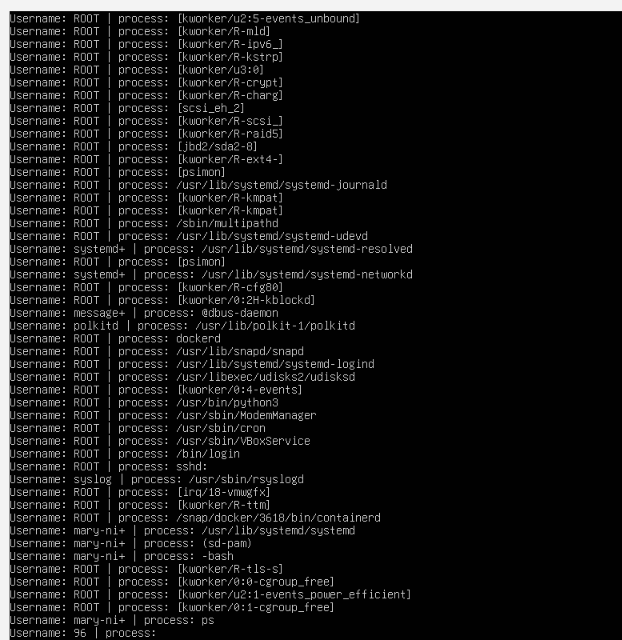 Username: ROOT | process: [kworker/u2:5-events_unbound]
Username: ROOT | process: [kworker/R-mld]
Username: ROOT | process: [kworker/R-ipv6_]
Username: ROOT | process: [kworker/R-kstrp]
Username: ROOT | process: [kworker/u3:0]
Username: ROOT | process: [kworker/R-crypt]
Username: ROOT | process: [kworker/R-charg]
Username: ROOT | process: [scsi_eh_2]
Username: ROOT | process: [kworker/R-scsi_]
Username: ROOT | process: [kworker/R-raid5]
Username: ROOT | process: [jbd2/sda2-8]
Username: ROOT | process: [kworker/R-ext4-]
Username: ROOT | process: [psimon]
Username: ROOT | process: /usr/lib/systemd/systemd-journald
Username: ROOT | process: [kworker/R-kmpat]
Username: ROOT | process: [kworker/R-kmpat]
Username: ROOT | process: /sbin/multipathd
Username: ROOT | process: /usr/lib/systemd/systemd-udevd
Username: systemd+ | process: /usr/lib/systemd/systemd-resolved
Username: ROOT | process: [psimon]
Username: systemd+ | process: /usr/lib/systemd/systemd-networkd
Username: ROOT | process: [kworker/R-cfg80]
Username: ROOT | process: [kworker/0:2H-kblockd]
Username: message+ | process: @dbus-daemon
Username: polkitd | process: /usr/lib/polkit-1/polkitd
Username: ROOT | process: dockerd
Username: ROOT | process: /usr/lib/snapd/snapd
Username: ROOT | process: /usr/lib/systemd/systemd-logind
Username: ROOT | process: /usr/libexec/udisks2/udisksd
Username: ROOT | process: [kworker/0:4-events]
Username: ROOT | process: /usr/bin/python3
Username: ROOT | process: /usr/sbin/ModemManager
Username: ROOT | process: /usr/sbin/cron
Username: ROOT | process: /usr/sbin/VBoxService
Username: ROOT | process: /bin/login
Username: ROOT | process: sshd:
Username: syslog | process: /usr/sbin/rsyslogd
Username: ROOT | process: [irq/18-vmwgfx]
Username: ROOT | process: [kworker/R-ttm]
Username: ROOT | process: /snap/docker/3618/bin/containerd
Username: mary-ni+ | process: /usr/lib/systemd/systemd
Username: mary-ni+ | process: (sd-pam)
Username: mary-ni+ | process: -bash
Username: ROOT | process: [kworker/R-tls-s]
Username: ROOT | process: [kworker/0:0-cgroup_free]
Username: ROOT | process: [kworker/u2:1-events_power_efficient]
Username: ROOT | process: [kworker/0:1-cgroup_free]
Username: mary-ni+ | process: ps
Username: 96 | process: